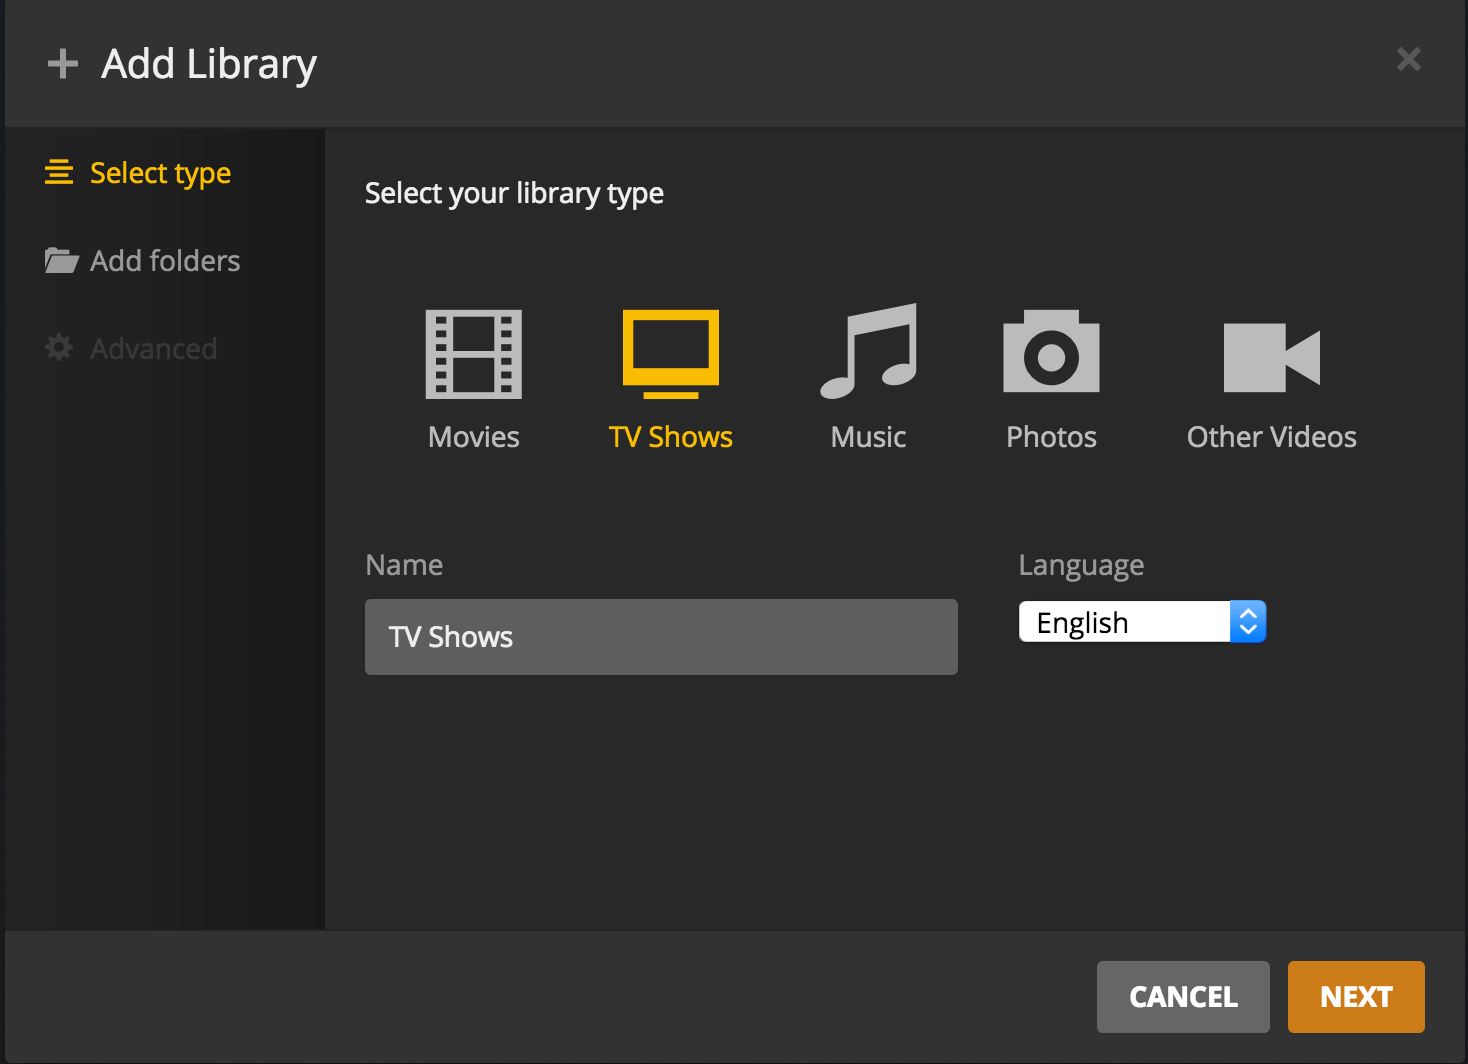 Add Library
Select type
Add folders
Advanced
Select your library type
Movies
TV Shows
Music
Photos
Other Videos
Name
Language
TV Shows
English
CANCEL
NEXT